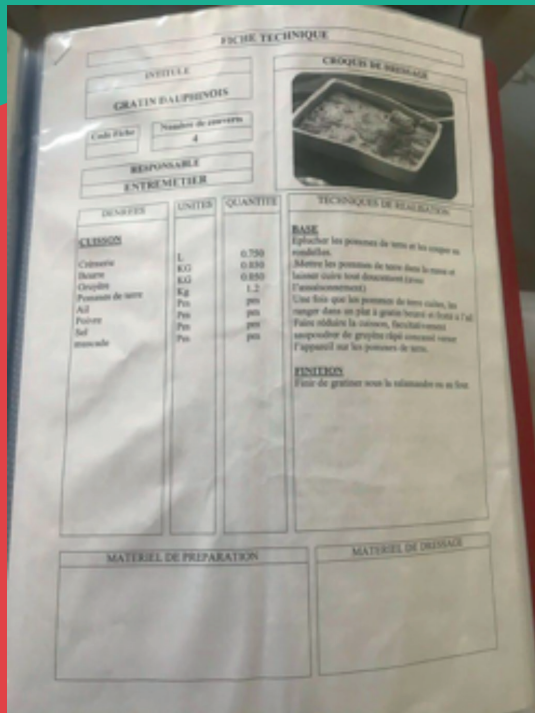 FICHE TECHNIQUE
INTITULE
GRATIN DAUPHINOIS
CROQUIS DE DRESSAGE
Code Fiche
Nombre de couverts
4
RESPONSABLE
ENTREMETIER
DENREES
UNITES
QUANTITE
TECHNIQUES DE REALISATION
CUISSON
Crèmerie L 0.750
Beurre KG 0.050
Gruyère KG 0.050
Pommes de terre Kg 1.2
Ail Pm pm
Poivre Pm pm
Sel Pm pm
muscade Pm pm
BASE
Eplucher les pommes de terre et les couper en
rondelles.
Mettre les pommes de terre dans la et
laisser cuire tout doucement (avec
l'assaisonnement)
Une fois que les pommes de terre cuites, les
ranger dans un plat à gratin beurré et frotté à l'ail
Faire réduire la cuisson, facultativement
saupoudrer de gruyère râpé verser
l'appareil sur les pommes de terre.
FINITION
Finir de gratiner sous la salamandre ou au four
MATERIEL DE PREPARATION
MATERIEL DE DRESSAGE